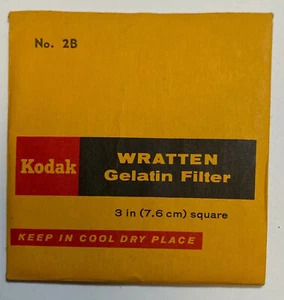 No. 2B
Kodak
WRATTEN
Gelatin Filter
3 in (7.6 cm) square
KEEP IN COOL DRY PLACE